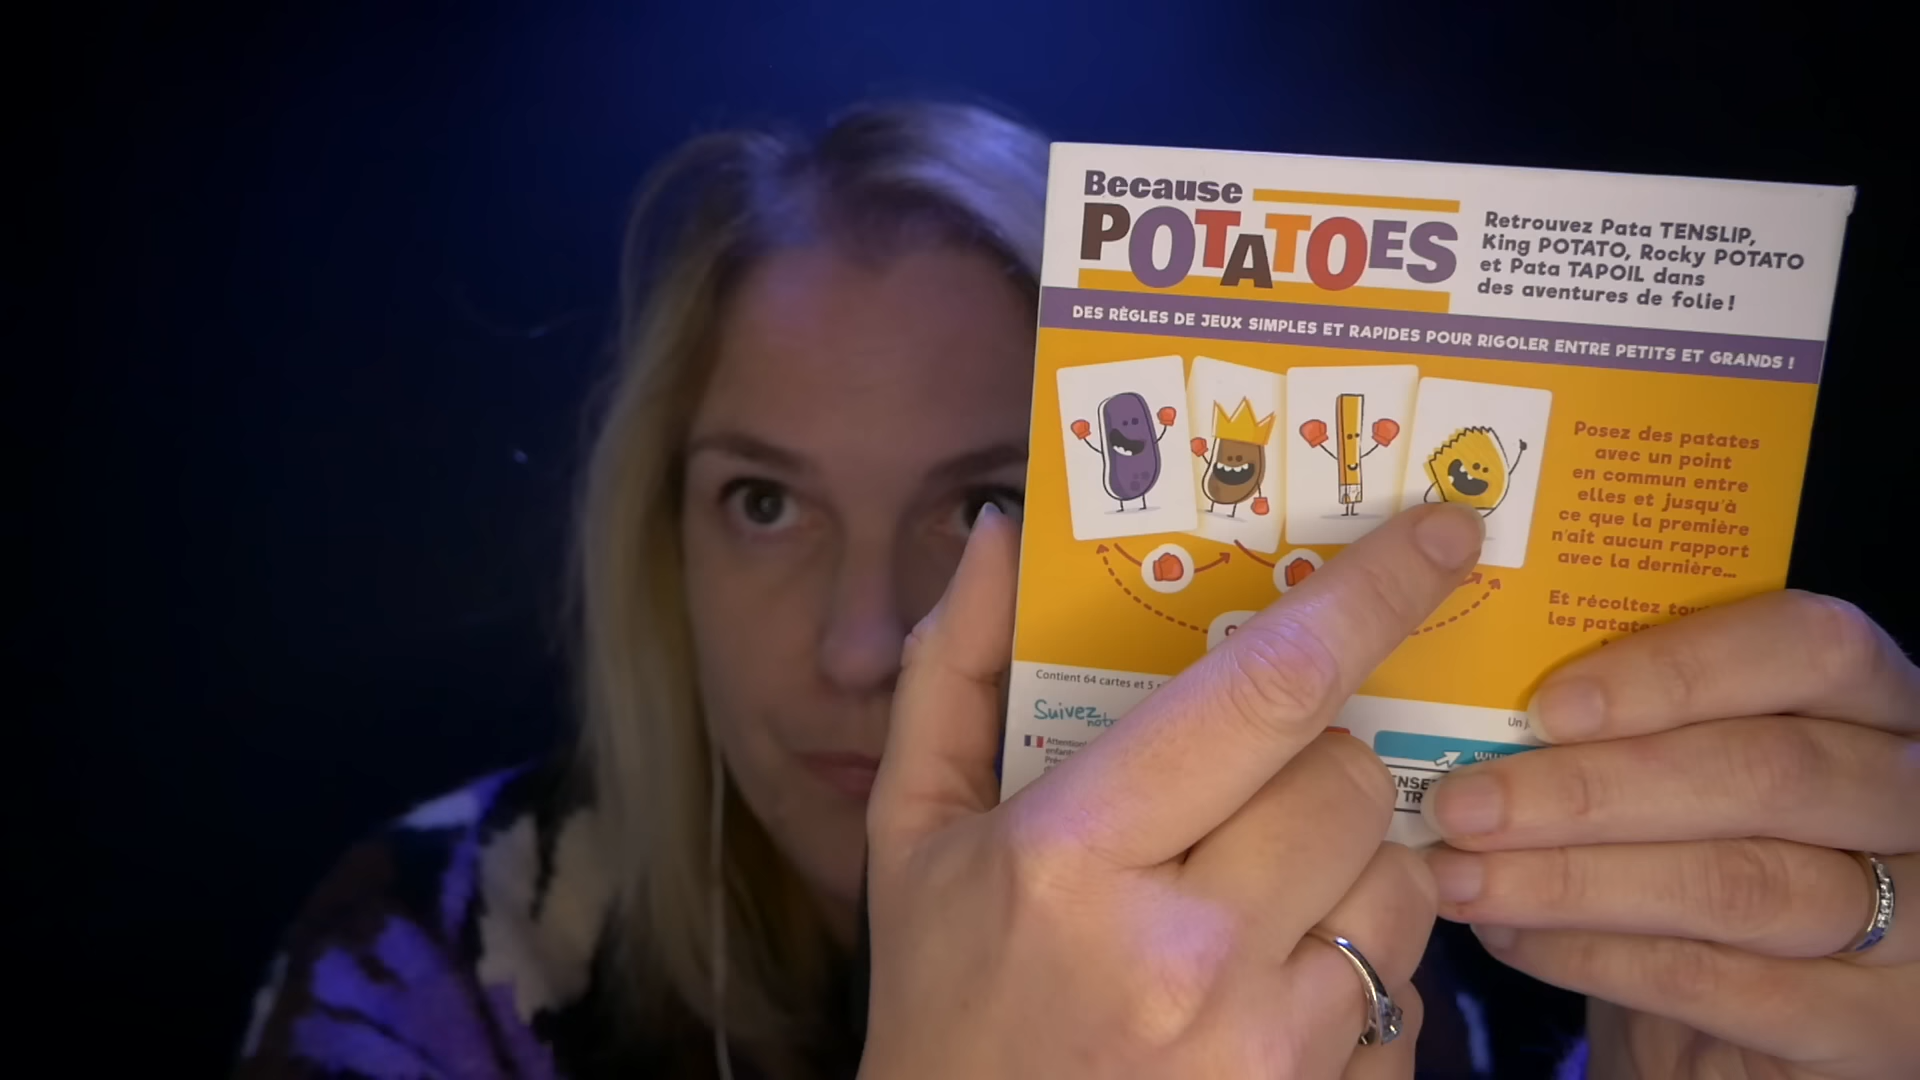 Because
POTATOES
Retrouvez Pata TENSLIP,
King POTATO, Rocky POTATO
et Pata TAPOIL dans
des aventures de folie !
DES RÈGLES DE JEUX SIMPLES ET RAPIDES POUR RIGOLER ENTRE PETITS ET GRANDS !
Posez des patates
avec un point
en commun entre
elles et jusqu'à
ce que la première
n'ait aucun rapport
avec la dernière...
Et récoltez
les
Contient 64 cartes et 5
Suivez
Un